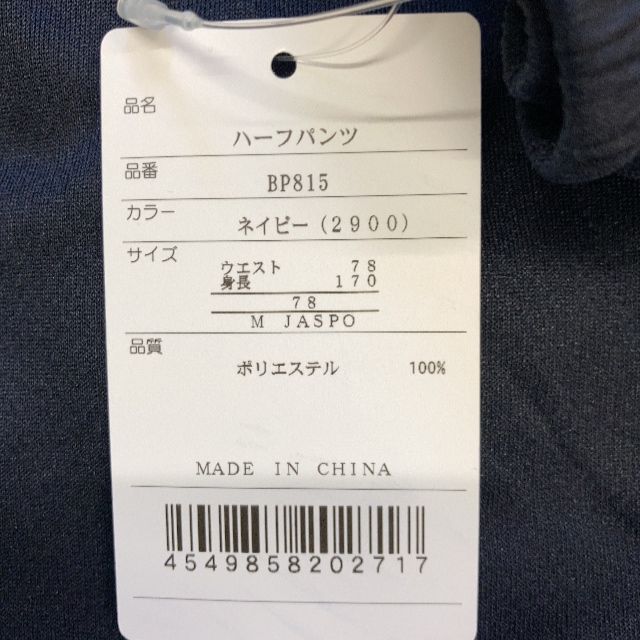 品名
ハーフパンツ
品番
BP815
カラー
ネイビー(2900)
サイズ
ウエスト 78
身長 170
78
M JASPO
品質
ポリエステル 100%
MADE IN CHINA
4549858202717